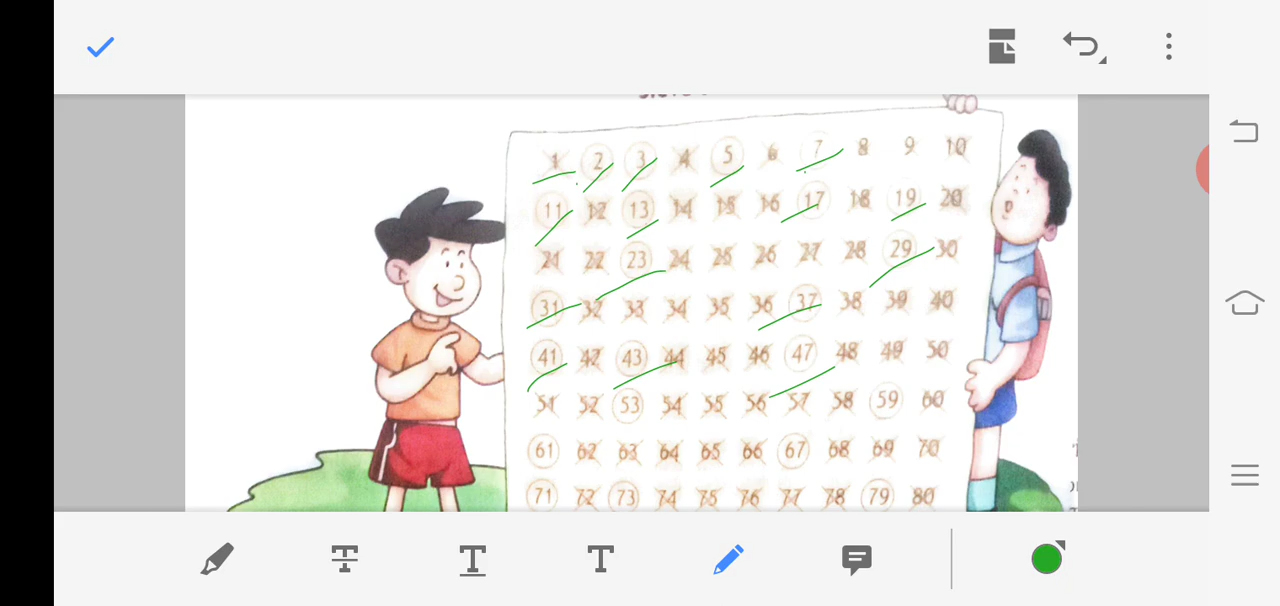 1 2 3 4 5 6 7 8 9 10
11 12 13 14 15 16 17 18 19 20
21 22 23 24 25 26 27 28 29 30
31 32 33 34 35 36 37 38 39 40
41 42 43 44 45 46 47 48 49 50
51 52 53 54 55 56 57 58 59 60
61 62 63 64 65 66 67 68 69 70
71 72 73 74 75 76 77 78 79 80
T T T